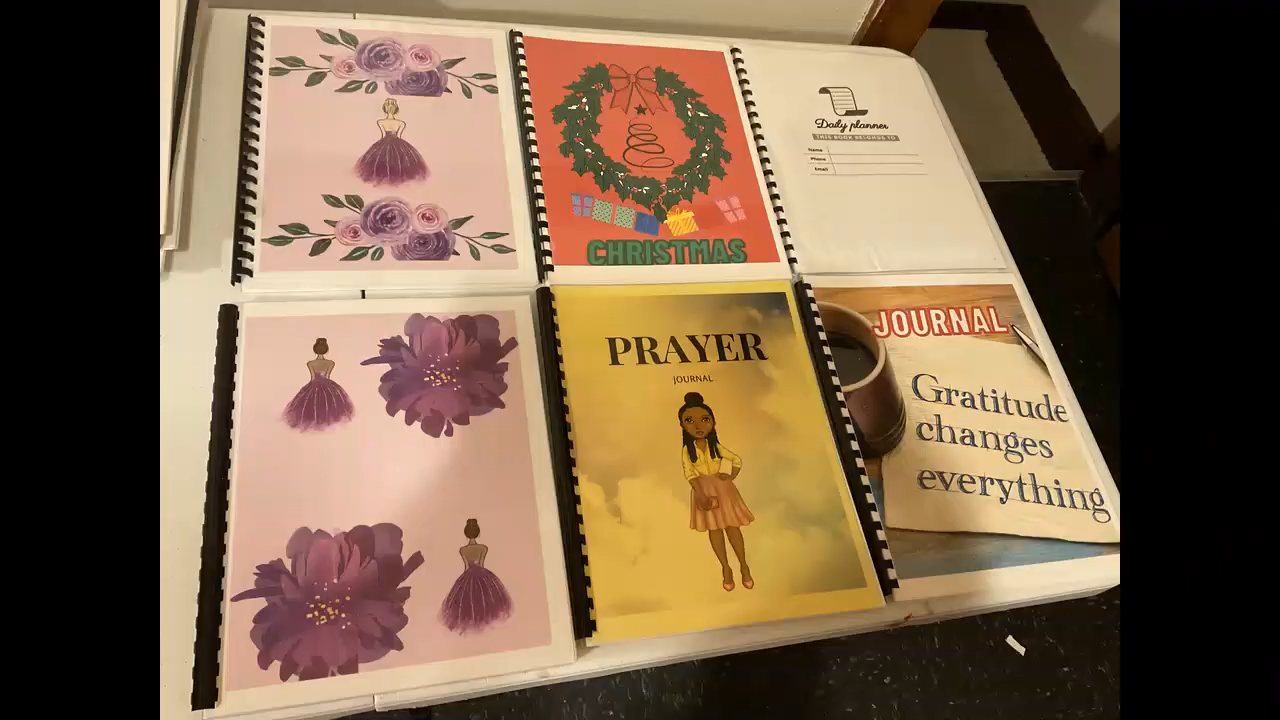 CHRISTMAS
Daily planner
THIS BOOK BELONGS TO
Name
Phone
Email
PRAYER
JOURNAL
JOURNAL
Gratitude
changes
everything